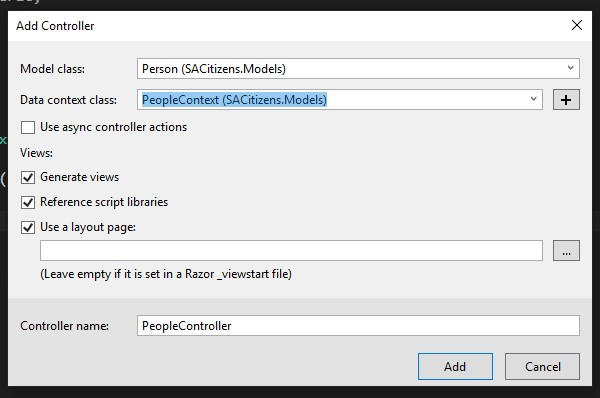 Add Controller
Model class: Person (SACitizens.Models)
Data context class: PeopleContext (SACitizens.Models) +
Use async controller actions
Views:
Generate views
Reference script libraries
Use a layout page:
...
(Leave empty if it is set in a Razor _viewstart file)
Controller name: PeopleController
Add Cancel